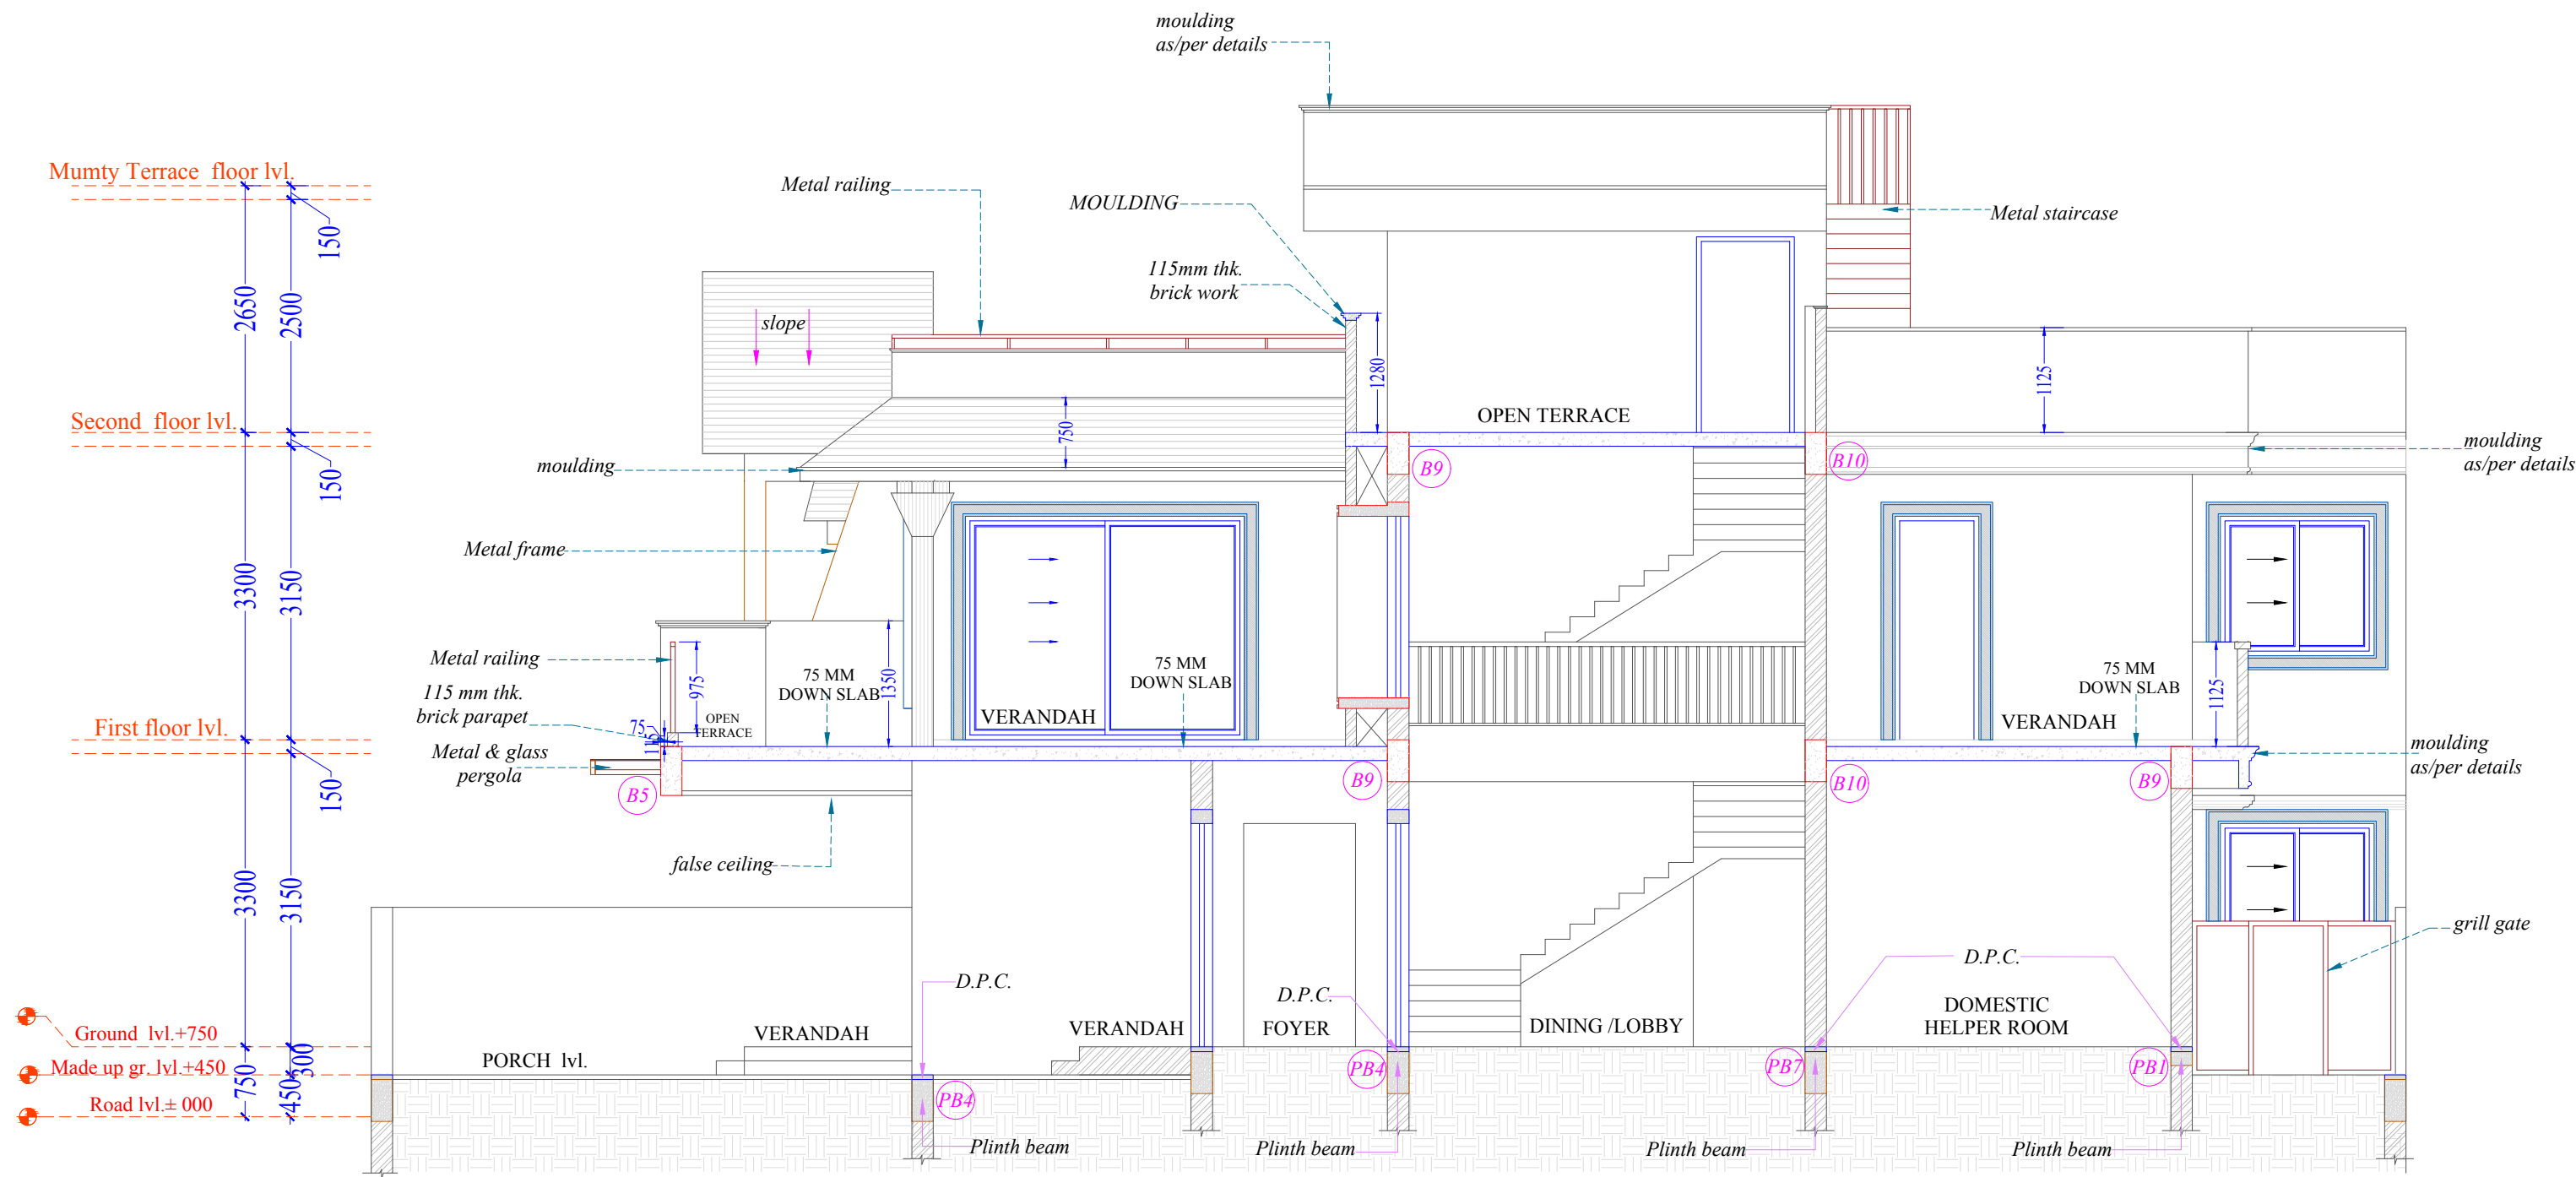 moulding
as/per details
Mumty Terrace floor lvl.
Metal railing
MOULDING
Metal staircase
150
115mm thk.
brick work
2650
2500
slope
1280
1125
OPEN TERRACE
Second floor lvl.
750
moulding
as/per details
moulding
B9
B10
150
Metal frame
3300
3150
Metal railing
75 MM
DOWN SLAB
75 MM
DOWN SLAB
75 MM
DOWN SLAB
975
1350
1125
115 mm thk.
brick parapet
OPEN
TERRACE
VERANDAH
VERANDAH
First floor lvl.
75
115
Metal & glass
pergola
moulding
as/per details
150
B5
B9
B10
B9
false ceiling
3300
3150
grill gate
D.P.C.
D.P.C.
D.P.C.
DOMESTIC
HELPER ROOM
Ground lvl.+750
VERANDAH
VERANDAH
FOYER
DINING /LOBBY
PORCH lvl.
300
Made up gr. lvl.+450
750
450
PB4
PB7
PB1
Road lvl.± 000
PB4
Plinth beam
Plinth beam
Plinth beam
Plinth beam